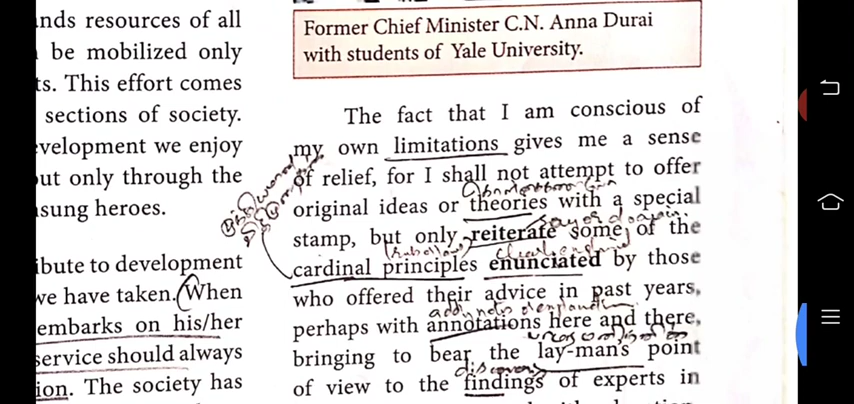 nds resources of all
be mobilized only
ts. This effort comes
sections of society.
velopment we enjoy
ut only through the
sung heroes.
ibute to development
we have taken. When
embarks on his/her
service should always
ion. The society has
Former Chief Minister C.N. Anna Durai
with students of Yale University.
The fact that I am conscious of
my own limitations gives me a sense
of relief, for I shall not attempt to offer
original ideas or theories with a special
say or do again
stamp, but only reiterate some of the
cardinal principles enunciated by those
who offered their advice in past years,
perhaps with annotations here and there,
bringing to bear the lay-man's point
discovery
of view to the findings of experts in